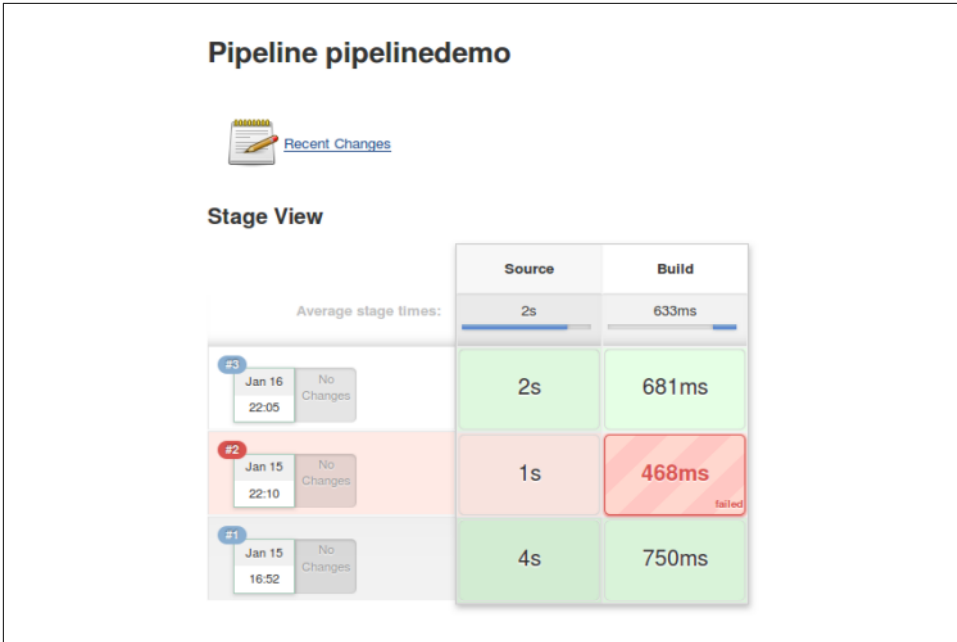 Pipeline pipelinedemo
Recent Changes
Stage View
Source Build
Average stage times: 2s 633ms
#3
Jan 16 No
Changes
22:05
2s 681ms
#2
Jan 15 No
Changes
22:10
1s 468ms
failed
#1
Jan 15 No
Changes
16:52
4s 750ms